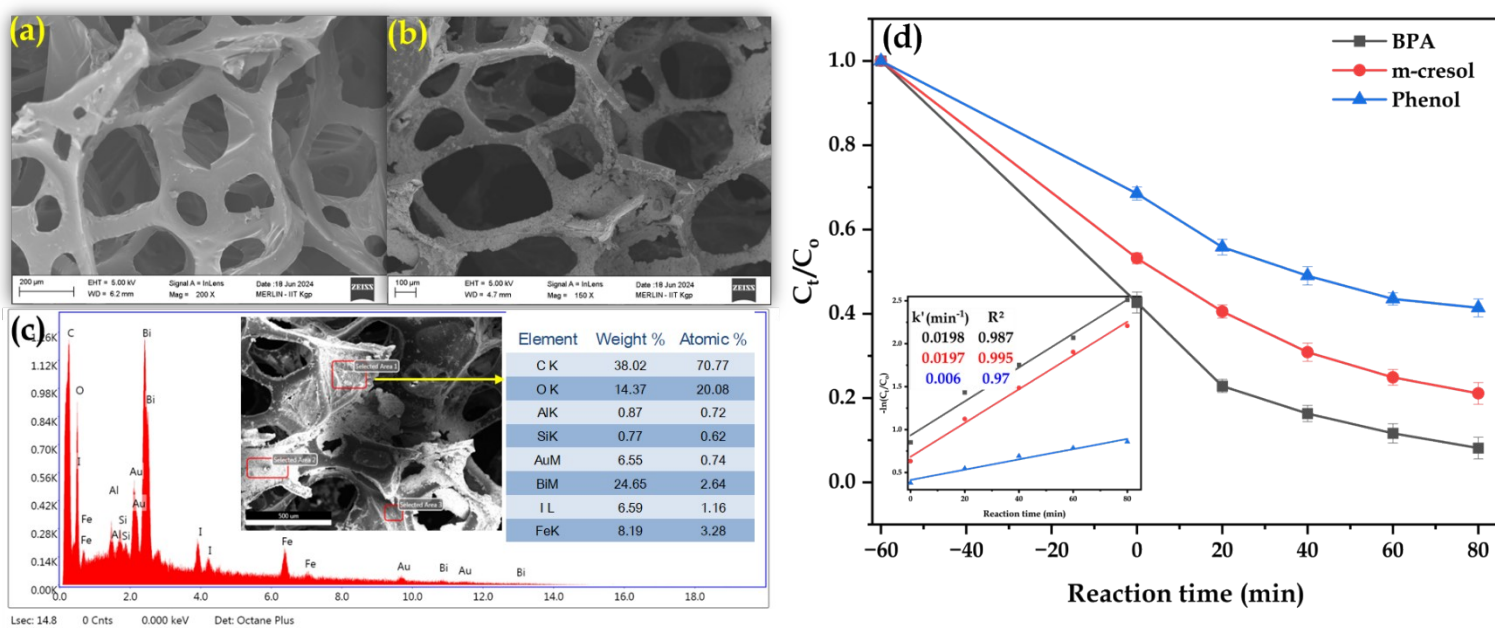 (a)
200 µm
EHT = 5.00 kV
WD = 6.2 mm
Signal A = InLens
Mag = 200 X
Date :18 Jun 2024
MERLIN - IIT Kgp
ZEISS
(b)
100 µm
EHT = 5.00 kV
WD = 4.7 mm
Signal A = InLens
Mag = 150 X
Date :18 Jun 2024
MERLIN - IIT Kgp
ZEISS
(c)
1.26K
1.12K
0.98K
0.84K
0.70K
0.56K
0.42K
0.28K
0.14K
0.00K
C
O
I
Fe
Fe
Al
Al
Si
Si
Au
Au
Bi
Bi
I
I
Fe
Fe
Au
Bi
Au
Bi
0.0 2.0 4.0 6.0 8.0 10.0 12.0 14.0 16.0 18.0
Lsec: 14.8 0 Cnts 0.000 keV Det: Octane Plus
Selected Area 1
Selected Area 2
Selected Area 3
500 um
Element Weight % Atomic %
C K 38.02 70.77
O K 14.37 20.08
AlK 0.87 0.72
SiK 0.77 0.62
AuM 6.55 0.74
BiM 24.65 2.64
I L 6.59 1.16
FeK 8.19 3.28
(d)
BPA
m-cresol
Phenol
Ct/Co
1.0
0.8
0.6
0.4
0.2
0.0
−60 −40 −20 0 20 40 60 80
Reaction time (min)
k'(min-1) R²
0.0198 0.987
0.0197 0.995
0.006 0.97
-ln(Ct/Co)
2.5
2.0
1.5
1.0
0.5
0 20 40 60 80
Reaction time (min)